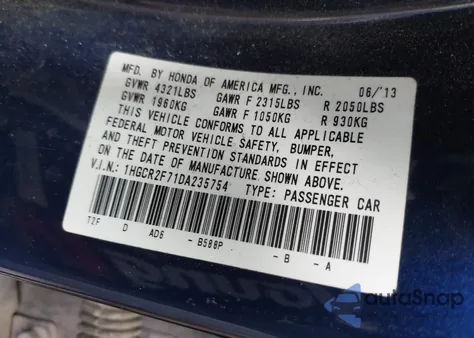 MFD. BY HONDA OF AMERICA MFG., INC. 06/13
GVWR 4321LBS GAWR F 2315LBS R 2050LBS
GVWR 1960KG GAWR F 1050KG R 930KG
THIS VEHICLE CONFORMS TO ALL APPLICABLE
FEDERAL MOTOR VEHICLE SAFETY, BUMPER,
AND THEFT PREVENTION STANDARDS IN EFFECT
ON THE DATE OF MANUFACTURE SHOWN ABOVE.
V.I.N.: 1HGCR2F71DA235754 TYPE: PASSENGER CAR
T2F D AD6 - B588P - B - A
autoSnap